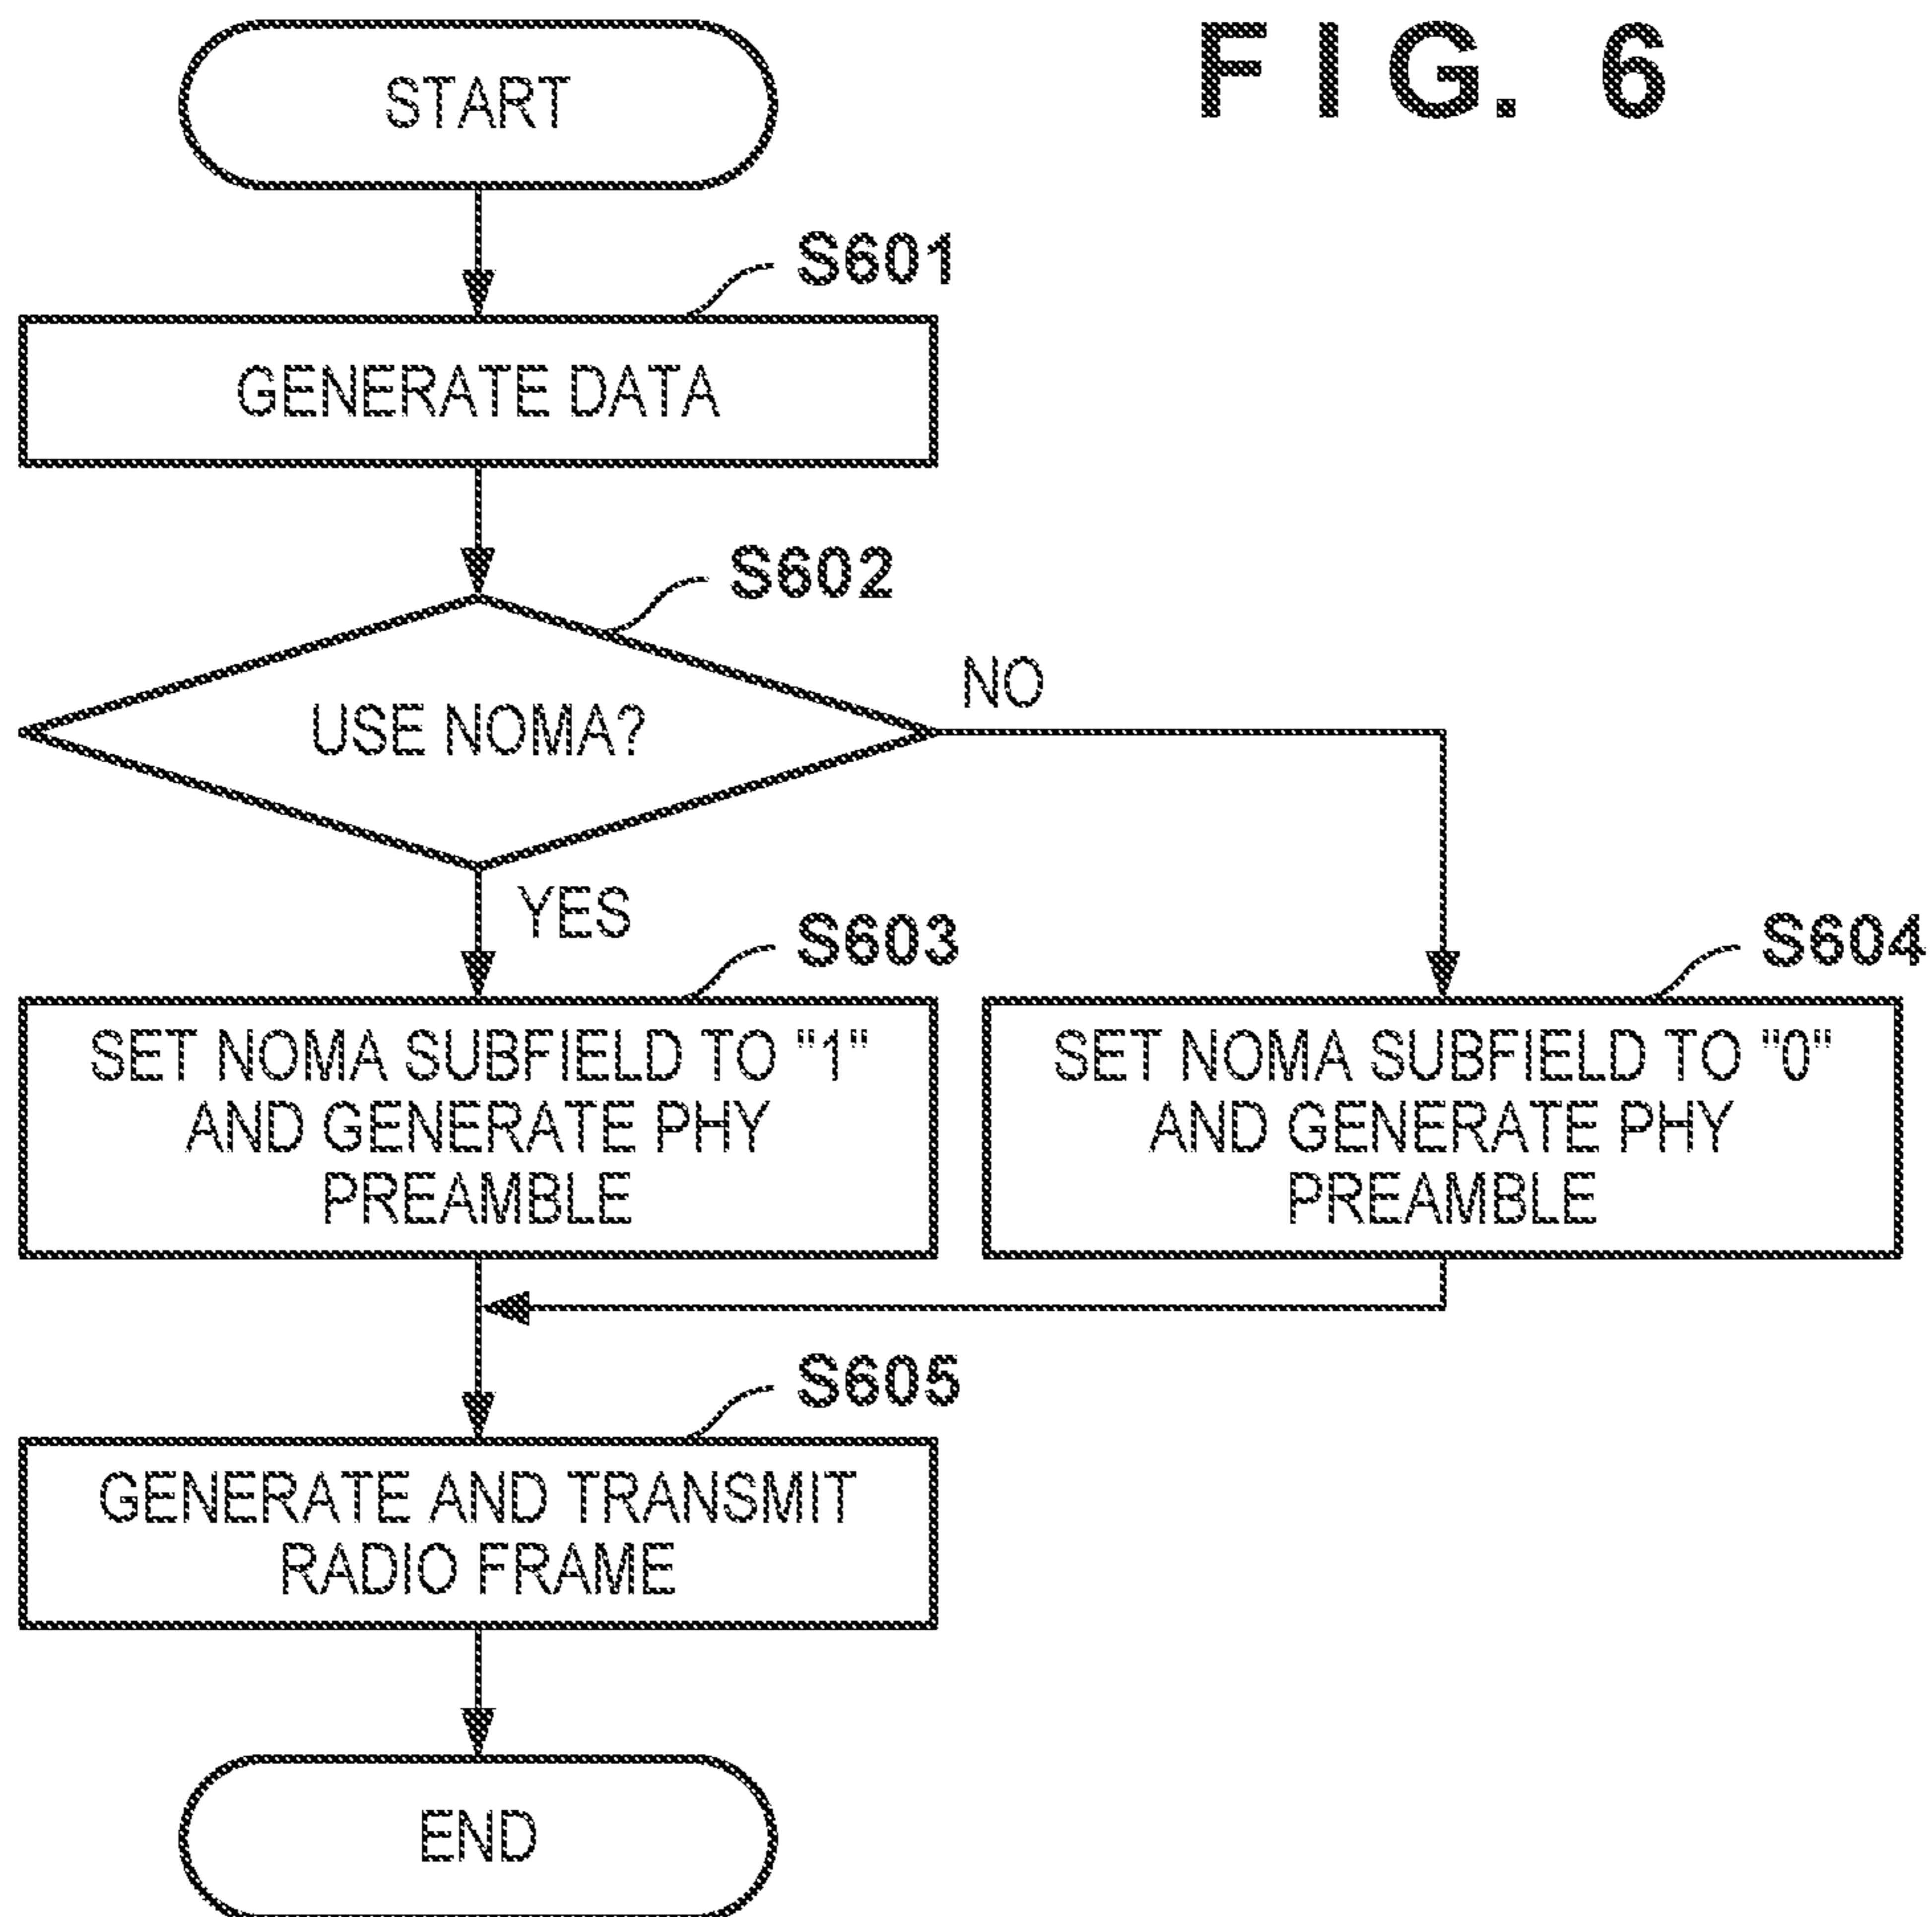 FIG. 6
START
S601
GENERATE DATA
S602
USE NOMA?
NO
YES
S603
SET NOMA SUBFIELD TO "1"
AND GENERATE PHY
PREAMBLE
S604
SET NOMA SUBFIELD TO "0"
AND GENERATE PHY
PREAMBLE
S605
GENERATE AND TRANSMIT
RADIO FRAME
END